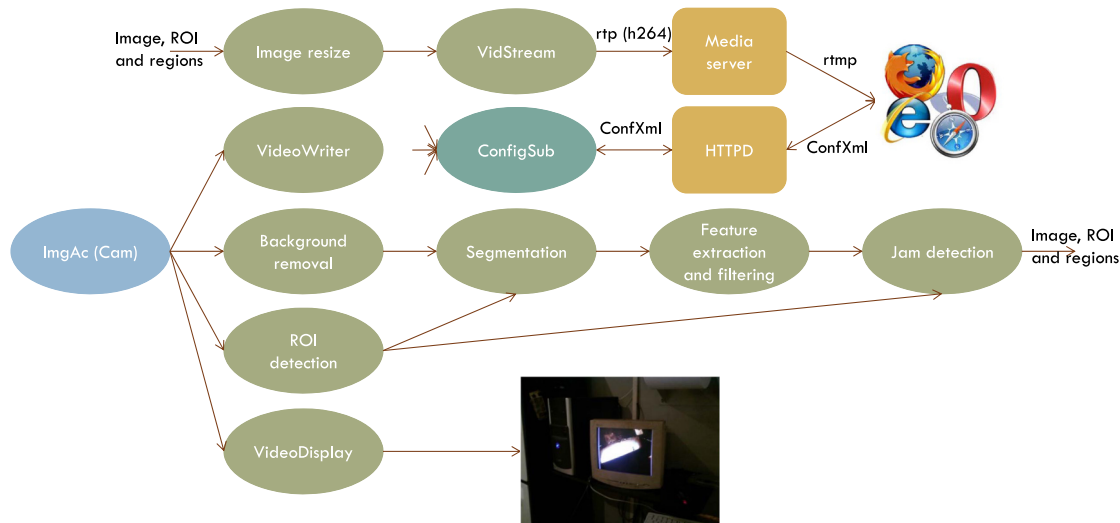 Image, ROI
and regions
Image resize
VidStream
rtp (h264)
Media
server
rtmp
VideoWriter
ConfigSub
ConfXml
HTTPD
ConfXml
ImgAc (Cam)
Background
removal
Segmentation
Feature
extraction
and filtering
Jam detection
Image, ROI
and regions
ROI
detection
VideoDisplay